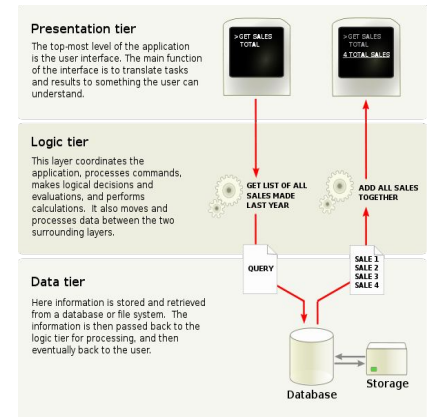 Presentation tier
The top-most level of the application
is the user interface. The main function
of the interface is to translate tasks
and results to something the user can
understand.
>GET SALES
TOTAL
>GET SALES
TOTAL
4 TOTAL SALES
Logic tier
This layer coordinates the
application, processes commands,
makes logical decisions and
evaluations, and performs
calculations. It also moves and
processes data between the two
surrounding layers.
GET LIST OF ALL
SALES MADE
LAST YEAR
ADD ALL SALES
TOGETHER
QUERY
SALE 1
SALE 2
SALE 3
SALE 4
Data tier
Here information is stored and retrieved
from a database or file system. The
information is then passed back to the
logic tier for processing, and then
eventually back to the user.
Database
Storage